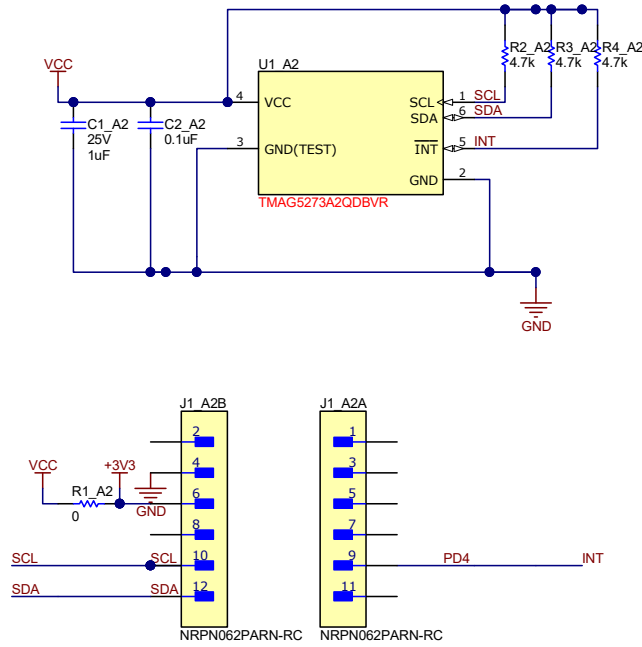 R2_A2 R3_A2 R4_A2
4.7k 4.7k 4.7k
VCC
U1_A2
4 VCC
SCL 1 SCL
SDA 6 SDA
C1_A2
25V
1uF
C2_A2
0.1uF
3 GND(TEST)
INT 5 INT
GND 2
TMAG5273A2QDBVR
GND
J1_A2B
J1_A2A
2
1
4
3
VCC
+3V3
R1_A2
0
GND
6
5
8
7
SCL
SCL
10
9
PD4
INT
SDA
SDA
12
11
NRPN062PARN-RC
NRPN062PARN-RC